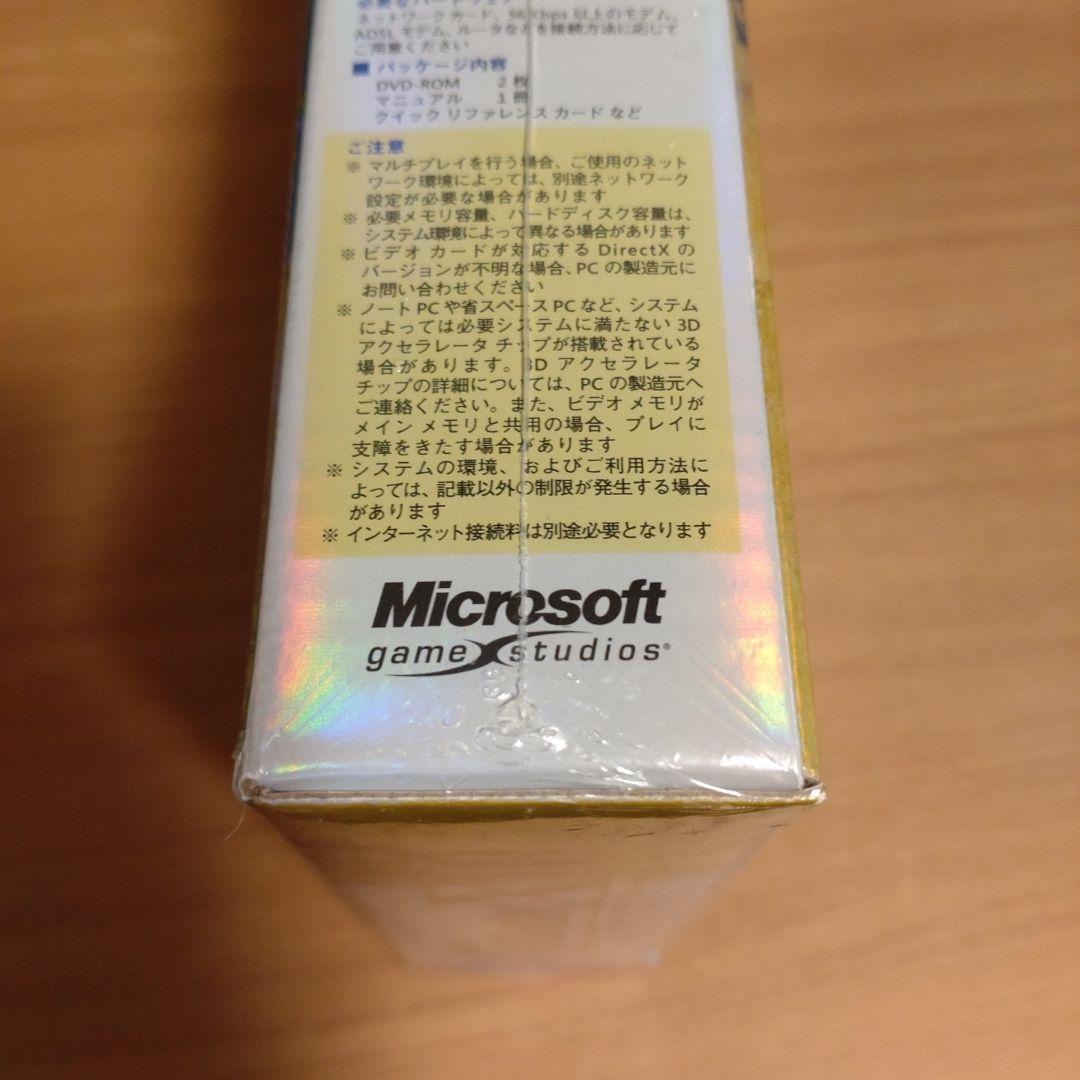 必要なハードウェア
ネットワークカード、56 Kbps 以上のモデム、
ADSL モデム、ルータなどを接続方法に応じて
ご用意ください
■ パッケージ内容
DVD-ROM 2 枚
マニュアル 1 冊
クイック リファレンス カード など
ご注意
※ マルチプレイを行う場合、ご使用のネット
ワーク環境によっては、別途ネットワーク
設定が必要な場合があります
※ 必要メモリ容量、ハードディスク容量は、
システム環境によって異なる場合があります
※ ビデオ カードが対応する DirectX の
バージョンが不明な場合、PC の製造元に
お問い合わせください
※ ノート PC や省スペース PC など、システム
によっては必要システムに満たない 3D
アクセラレータ チップが搭載されている
場合があります。3D アクセラレータ
チップの詳細については、PC の製造元へ
ご連絡ください。また、ビデオ メモリが
メイン メモリと共用の場合、プレイに
支障をきたす場合があります
※ システムの環境、およびご利用方法に
よっては、記載以外の制限が発生する場合
があります
※ インターネット接続料は別途必要となります
Microsoft
game studios®